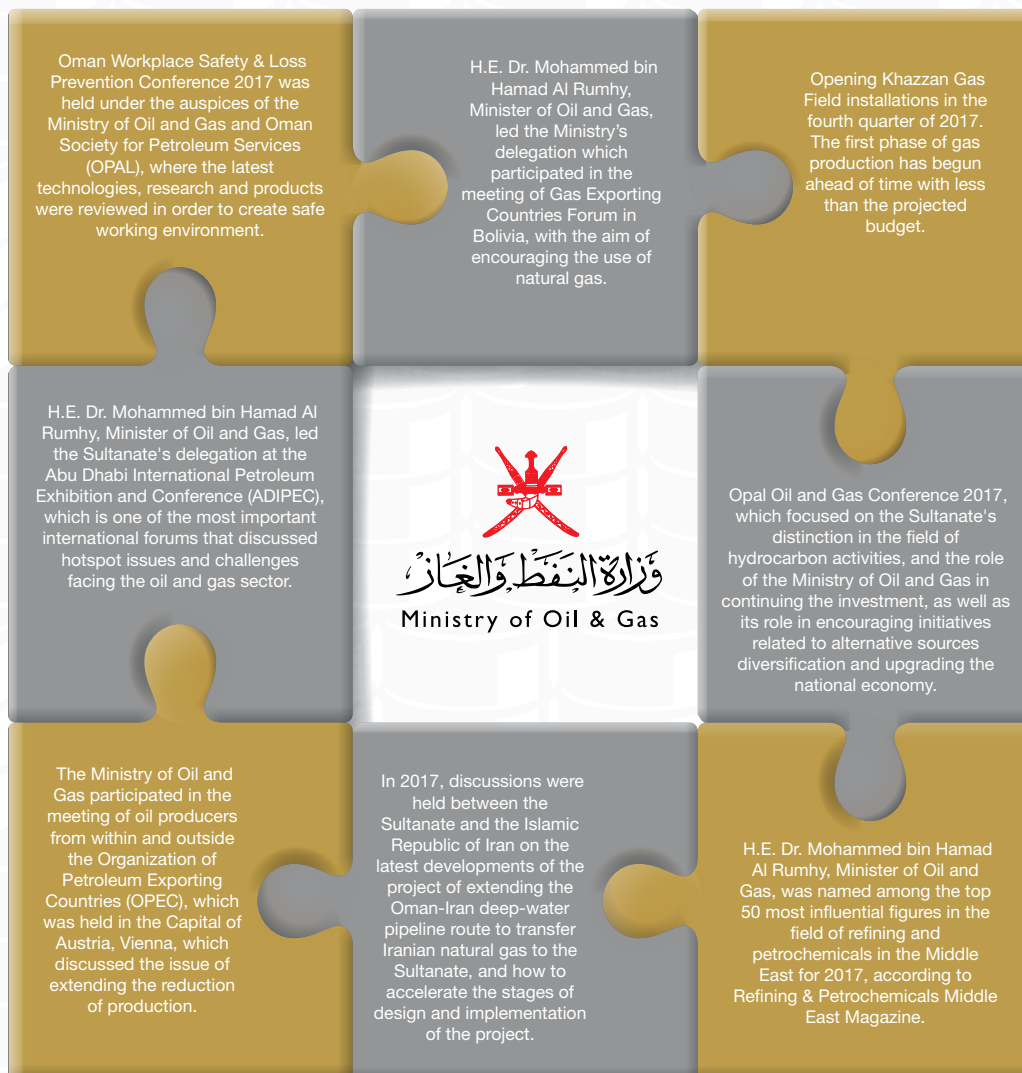 Oman Workplace Safety & Loss
Prevention Conference 2017 was
held under the auspices of the
Ministry of Oil and Gas and Oman
Society for Petroleum Services
(OPAL), where the latest
technologies, research and products
were reviewed in order to create safe
working environment.
H.E. Dr. Mohammed bin
Hamad Al Rumhy,
Minister of Oil and Gas,
led the Ministry’s
delegation which
participated in the
meeting of Gas Exporting
Countries Forum in
Bolivia, with the aim of
encouraging the use of
natural gas.
Opening Khazzan Gas
Field installations in the
fourth quarter of 2017.
The first phase of gas
production has begun
ahead of time with less
than the projected
budget.
H.E. Dr. Mohammed bin Hamad Al
Rumhy, Minister of Oil and Gas, led
the Sultanate's delegation at the
Abu Dhabi International Petroleum
Exhibition and Conference (ADIPEC),
which is one of the most important
international forums that discussed
hotspot issues and challenges
facing the oil and gas sector.
وَزَارَةُ النَّفْطِ وَالْغَازْ
Ministry of Oil & Gas
Opal Oil and Gas Conference 2017,
which focused on the Sultanate's
distinction in the field of
hydrocarbon activities, and the role
of the Ministry of Oil and Gas in
continuing the investment, as well as
its role in encouraging initiatives
related to alternative sources
diversification and upgrading the
national economy.
The Ministry of Oil and
Gas participated in the
meeting of oil producers
from within and outside
the Organization of
Petroleum Exporting
Countries (OPEC), which
was held in the Capital of
Austria, Vienna, which
discussed the issue of
extending the reduction
of production.
In 2017, discussions were
held between the
Sultanate and the Islamic
Republic of Iran on the
latest developments of the
project of extending the
Oman-Iran deep-water
pipeline route to transfer
Iranian natural gas to the
Sultanate, and how to
accelerate the stages of
design and implementation
of the project.
H.E. Dr. Mohammed bin Hamad
Al Rumhy, Minister of Oil and
Gas, was named among the top
50 most influential figures in the
field of refining and
petrochemicals in the Middle
East for 2017, according to
Refining & Petrochemicals Middle
East Magazine.